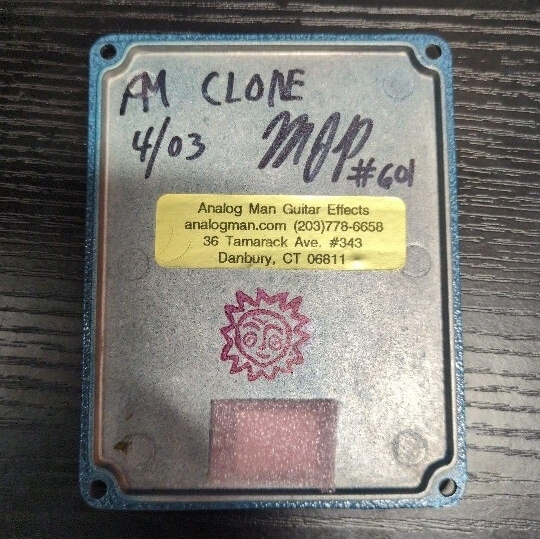 AM CLONE
4/03 MJP
#601
Analog Man Guitar Effects
analogman.com (203)778-6658
36 Tamarack Ave. #343
Danbury, CT 06811